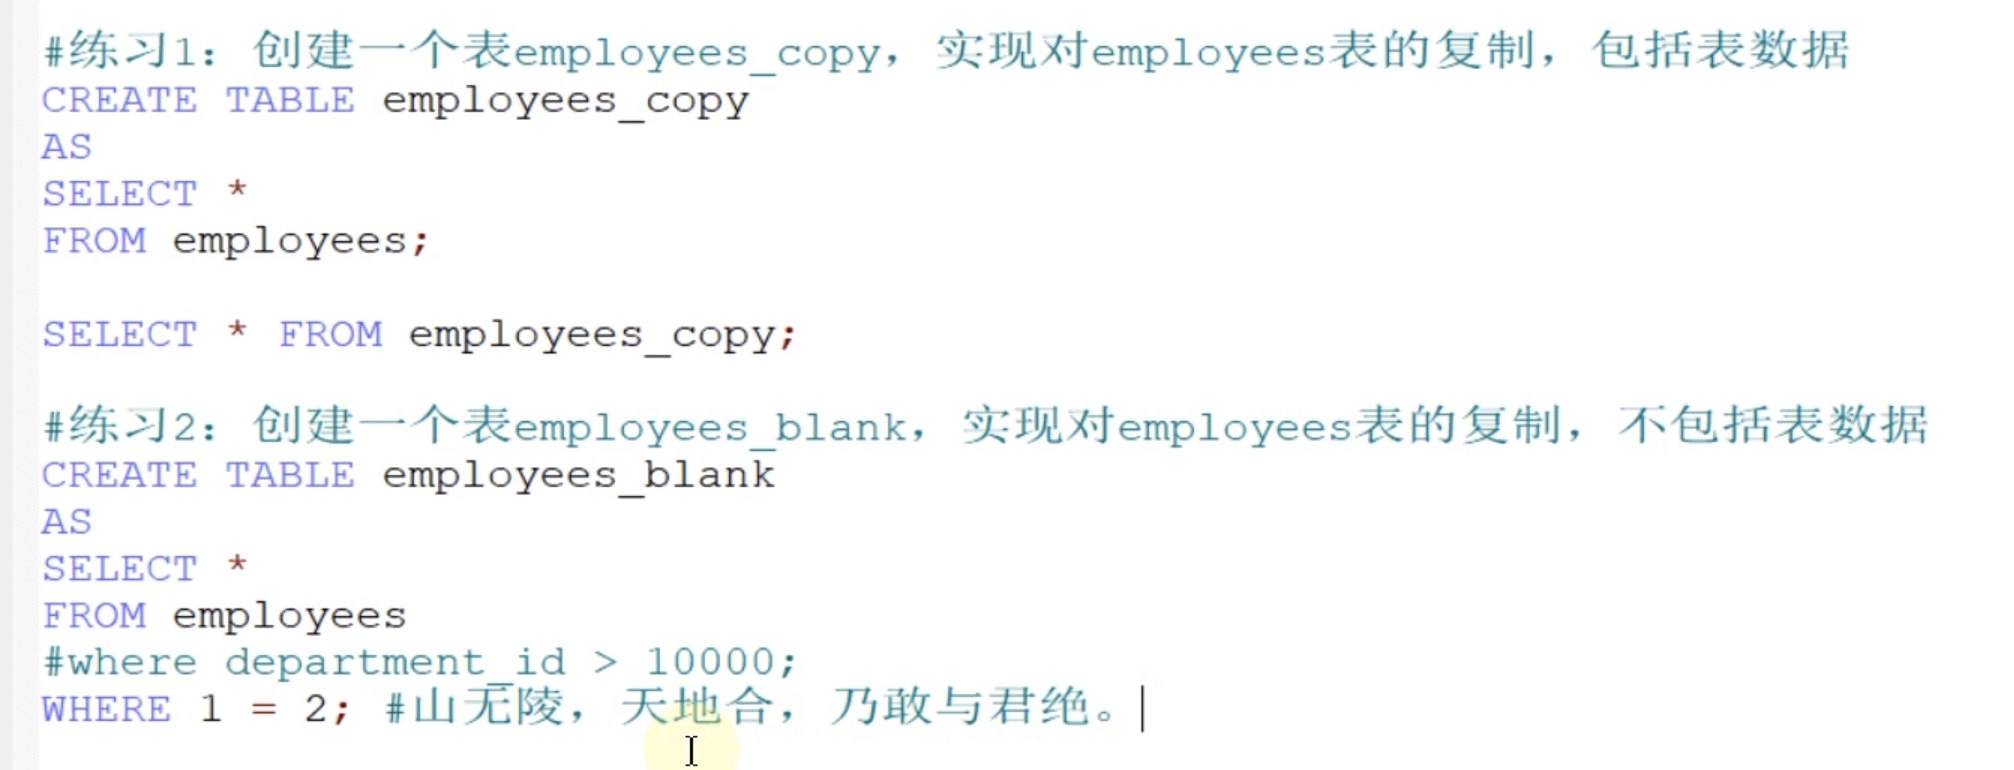 #练习1：创建一个表employees_copy，实现对employees表的复制，包括表数据
CREATE TABLE employees_copy
AS
SELECT *
FROM employees;
SELECT * FROM employees_copy;
#练习2：创建一个表employees_blank，实现对employees表的复制，不包括表数据
CREATE TABLE employees_blank
AS
SELECT *
FROM employees
#where department_id > 10000;
WHERE 1 = 2; #山无陵，天地合，乃敢与君绝。